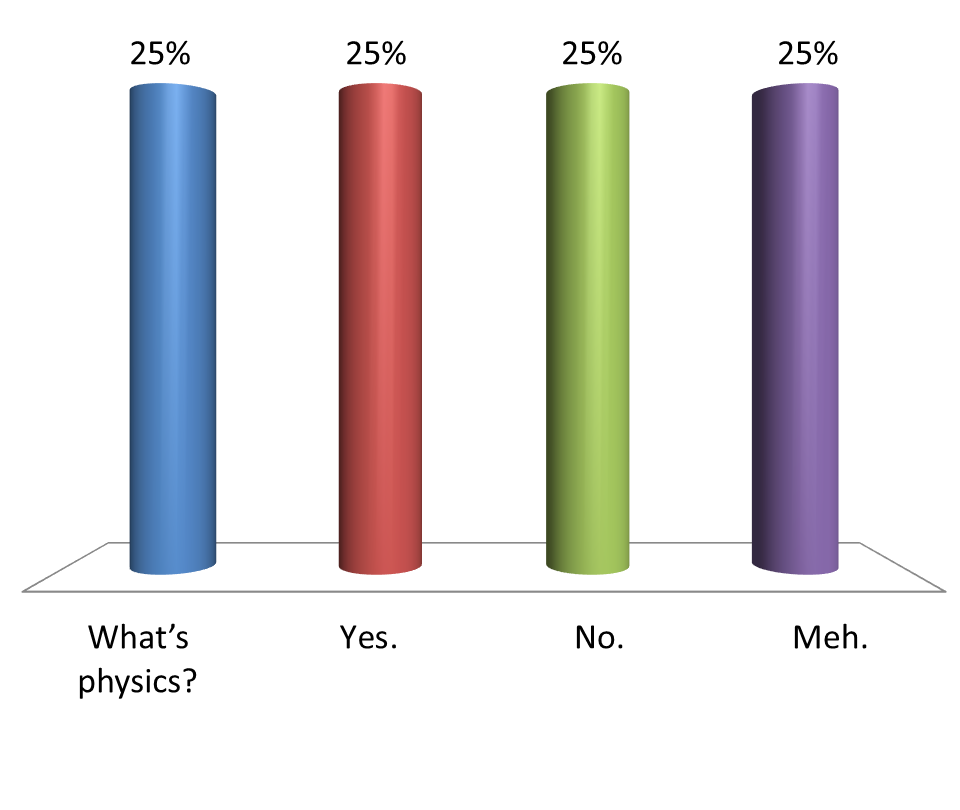 25% 25% 25% 25%
What’s Yes. No. Meh.
physics?